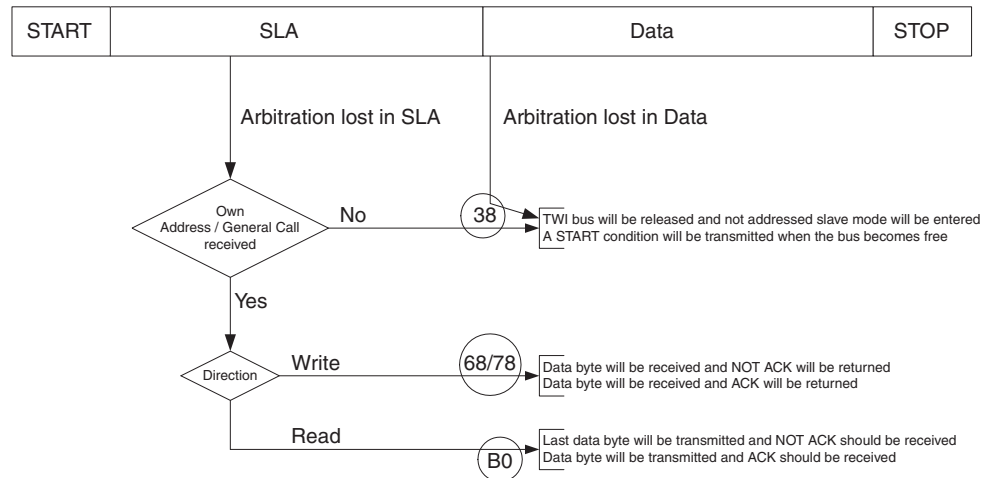 START SLA Data STOP
Arbitration lost in SLA Arbitration lost in Data
Own
Address / General Call
received
No
38
TWI bus will be released and not addressed slave mode will be entered
A START condition will be transmitted when the bus becomes free
Yes
Direction
Write
68/78
Data byte will be received and NOT ACK will be returned
Data byte will be received and ACK will be returned
Read
B0
Last data byte will be transmitted and NOT ACK should be received
Data byte will be transmitted and ACK should be received